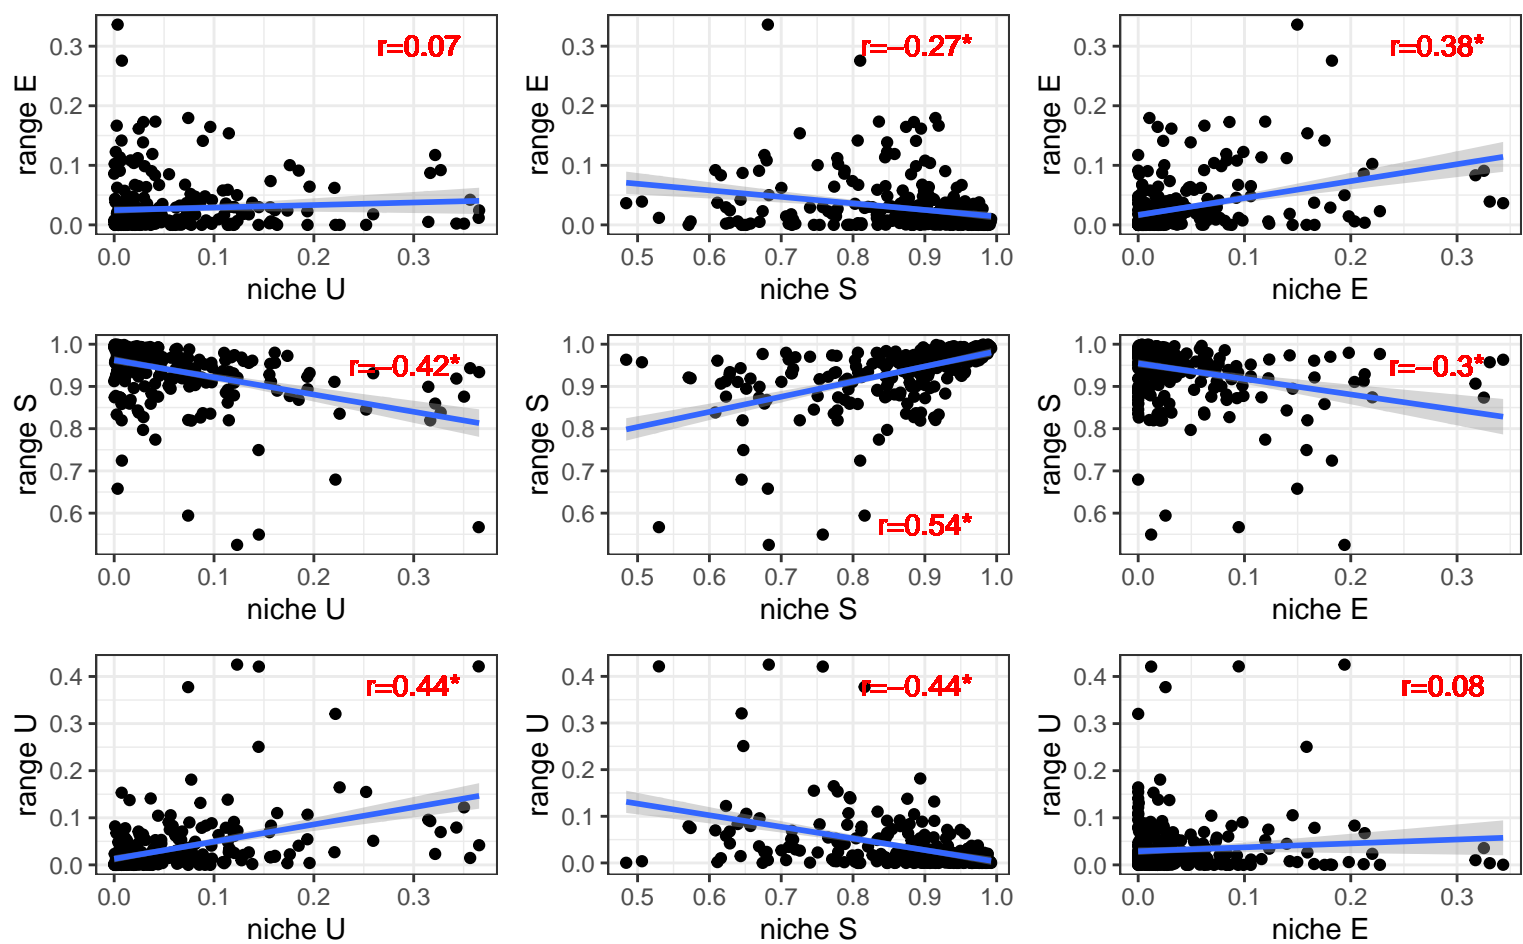 range E
0.3
0.2
0.1
0.0
r=0.07
0.0 0.1 0.2 0.3
niche U
range E
0.3
0.2
0.1
0.0
r=−0.27*
0.5 0.6 0.7 0.8 0.9 1.0
niche S
range E
0.3
0.2
0.1
0.0
r=0.38*
0.0 0.1 0.2 0.3
niche E
range S
1.0
0.9
0.8
0.7
0.6
r=−0.42*
0.0 0.1 0.2 0.3
niche U
range S
1.0
0.9
0.8
0.7
0.6
r=0.54*
0.5 0.6 0.7 0.8 0.9 1.0
niche S
range S
1.0
0.9
0.8
0.7
0.6
r=−0.3*
0.0 0.1 0.2 0.3
niche E
range U
0.4
0.3
0.2
0.1
0.0
r=0.44*
0.0 0.1 0.2 0.3
niche U
range U
0.4
0.3
0.2
0.1
0.0
r=−0.44*
0.5 0.6 0.7 0.8 0.9 1.0
niche S
range U
0.4
0.3
0.2
0.1
0.0
r=0.08
0.0 0.1 0.2 0.3
niche E